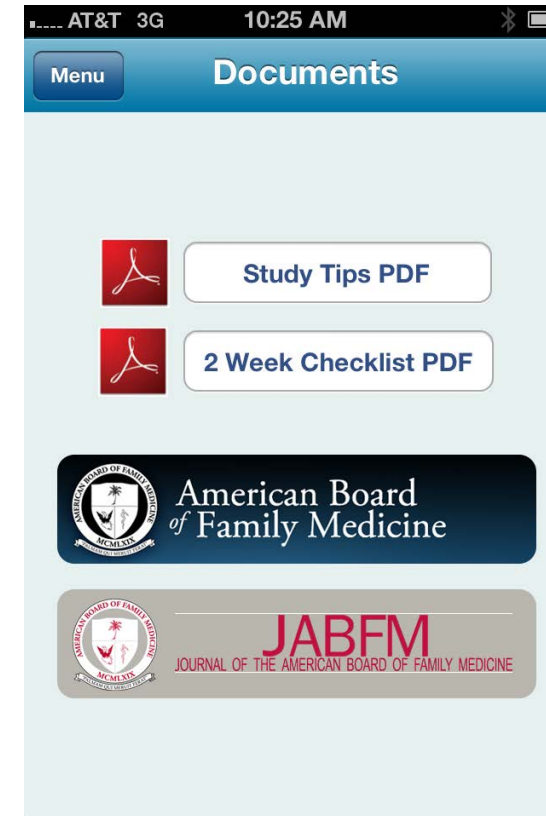 AT&T 3G 10:25 AM
Menu Documents
Study Tips PDF
2 Week Checklist PDF
AMERICAN BOARD OF FAMILY MEDICINE
MCMLXIX
American Board
of Family Medicine
AMERICAN BOARD OF FAMILY MEDICINE
MCMLXIX
JABFM
JOURNAL OF THE AMERICAN BOARD OF FAMILY MEDICINE